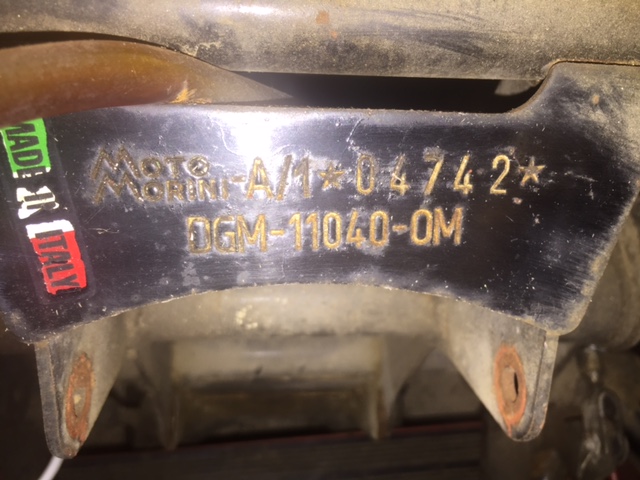 MADE IN ITALY
MOTO MORINI-A/1*04742*
DGM-11040-OM